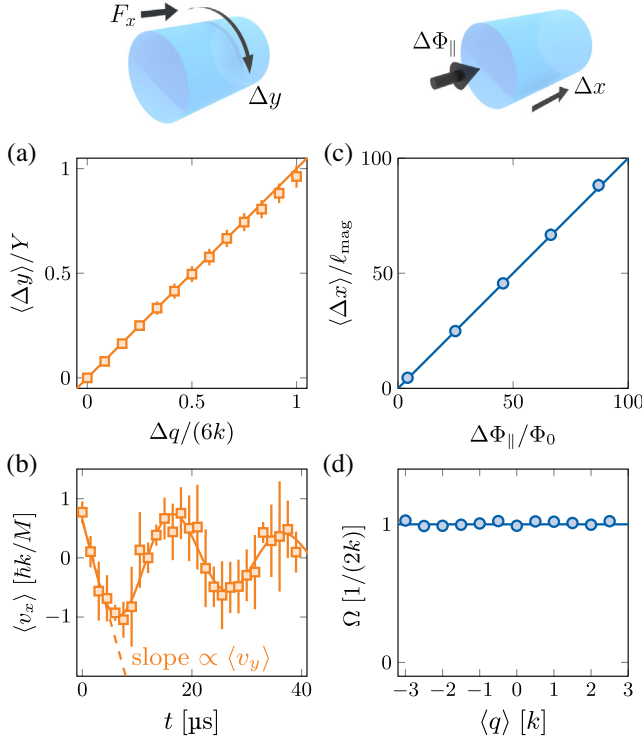 F_x
Δy
ΔΦ_∥
Δx
(a)
⟨Δy⟩/Y
1
0.5
0
0
0.5
1
Δq/(6k)
(c)
⟨Δx⟩/ℓ_mag
100
50
0
0
50
100
ΔΦ_∥/Φ_0
(b)
⟨v_x⟩ [ħk/M]
1
0
−1
slope ∝ ⟨v_y⟩
0
20
40
t [µs]
(d)
Ω [1/(2k)]
1
0
−3
−2
−1
0
1
2
3
⟨q⟩ [k]